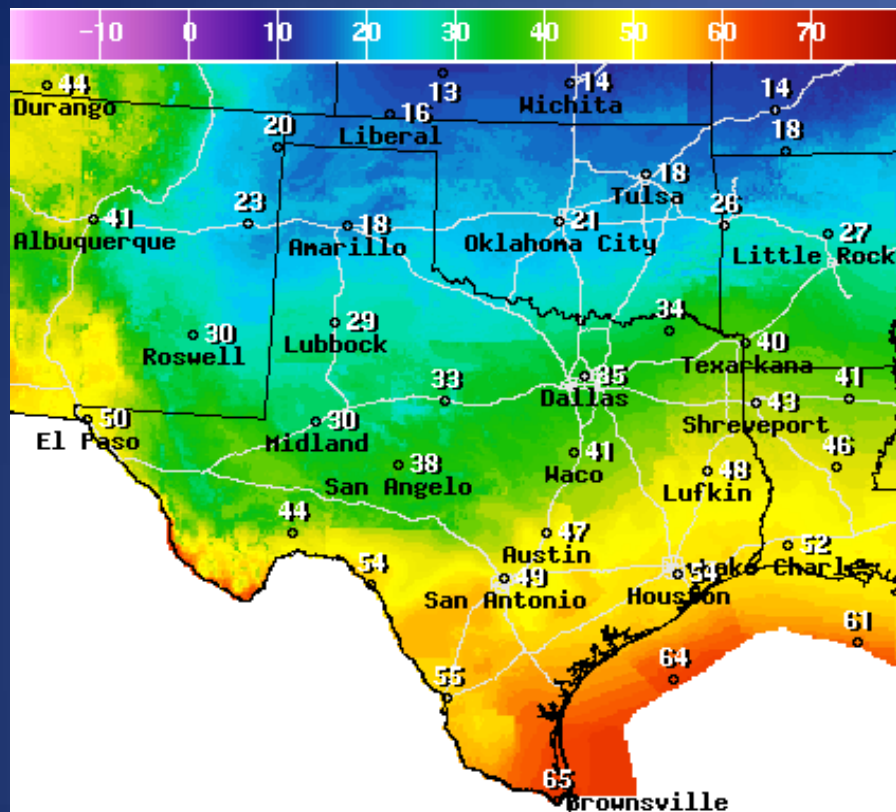 -10 0 10 20 30 40 50 60 70
44
Durango
13
14
Wichita
14
16
Liberal
20
18
18
Tulsa
41
Albuquerque
23
18
Amarillo
21
Oklahoma City
26
27
Little Rock
30
Roswell
29
Lubbock
34
40
Texarkana
35
Dallas
33
41
43
Shreveport
50
El Paso
30
Midland
38
San Angelo
41
Waco
48
Lufkin
46
44
47
Austin
52
Lake Charles
54
49
San Antonio
54
Houston
61
64
55
65
Brownsville